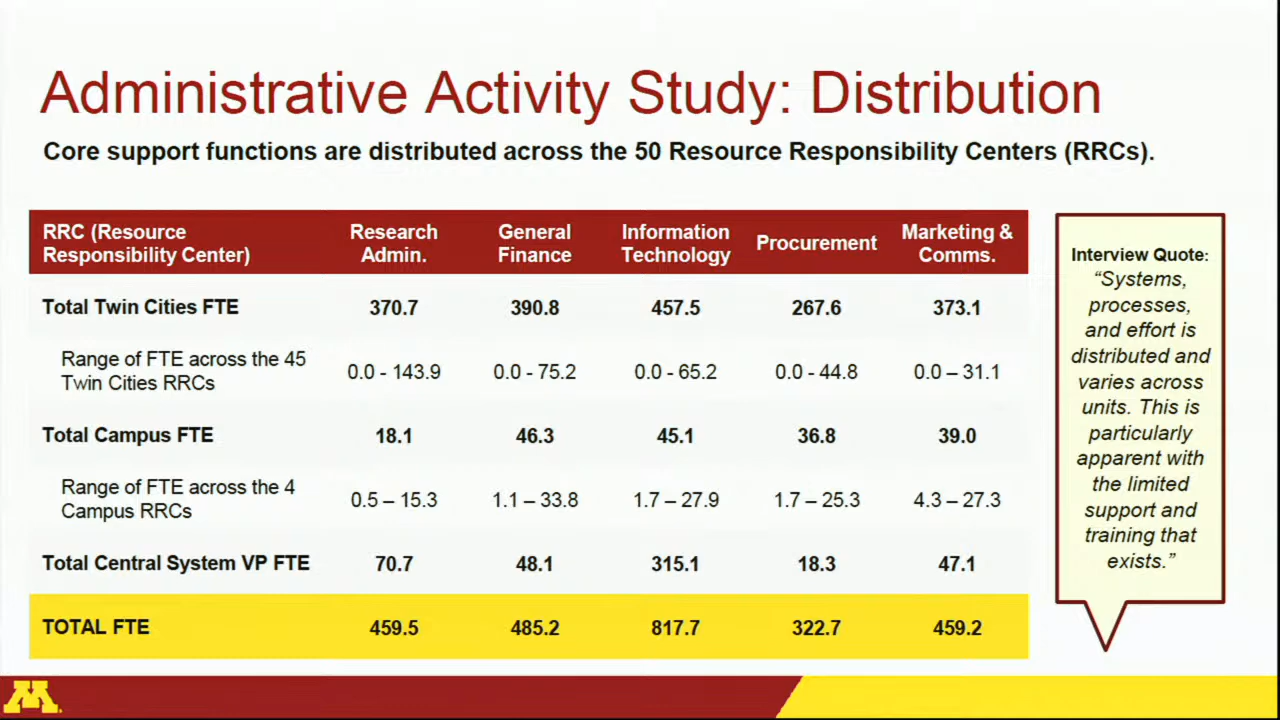 Administrative Activity Study: Distribution
Core support functions are distributed across the 50 Resource Responsibility Centers (RRCs).
RRC (Resource Responsibility Center) Research Admin. General Finance Information Technology Procurement Marketing & Comms.
Total Twin Cities FTE 370.7 390.8 457.5 267.6 373.1
Range of FTE across the 45 Twin Cities RRCs 0.0 - 143.9 0.0 - 75.2 0.0 - 65.2 0.0 - 44.8 0.0 – 31.1
Total Campus FTE 18.1 46.3 45.1 36.8 39.0
Range of FTE across the 4 Campus RRCs 0.5 – 15.3 1.1 – 33.8 1.7 – 27.9 1.7 – 25.3 4.3 – 27.3
Total Central System VP FTE 70.7 48.1 315.1 18.3 47.1
TOTAL FTE 459.5 485.2 817.7 322.7 459.2
Interview Quote:
“Systems,
processes,
and effort is
distributed and
varies across
units. This is
particularly
apparent with
the limited
support and
training that
exists.”
M